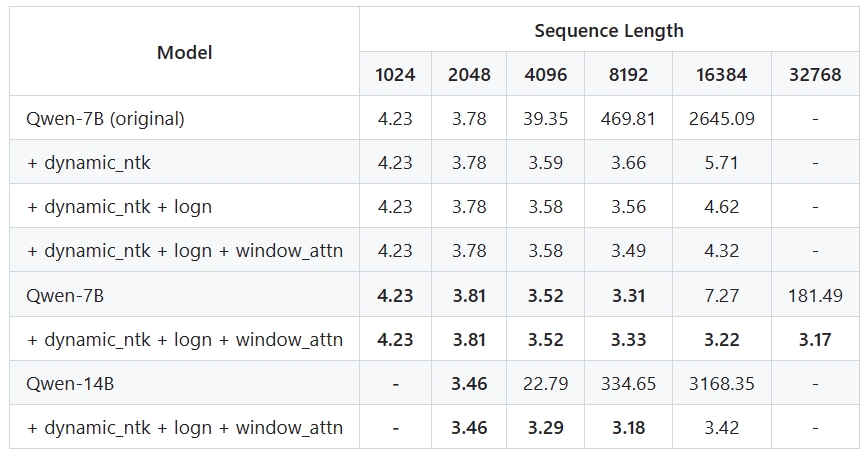 Model Sequence Length
1024 2048 4096 8192 16384 32768
Qwen-7B (original) 4.23 3.78 39.35 469.81 2645.09 -
+ dynamic_ntk 4.23 3.78 3.59 3.66 5.71 -
+ dynamic_ntk + logn 4.23 3.78 3.58 3.56 4.62 -
+ dynamic_ntk + logn + window_attn 4.23 3.78 3.58 3.49 4.32 -
Qwen-7B 4.23 3.81 3.52 3.31 7.27 181.49
+ dynamic_ntk + logn + window_attn 4.23 3.81 3.52 3.33 3.22 3.17
Qwen-14B - 3.46 22.79 334.65 3168.35 -
+ dynamic_ntk + logn + window_attn - 3.46 3.29 3.18 3.42 -